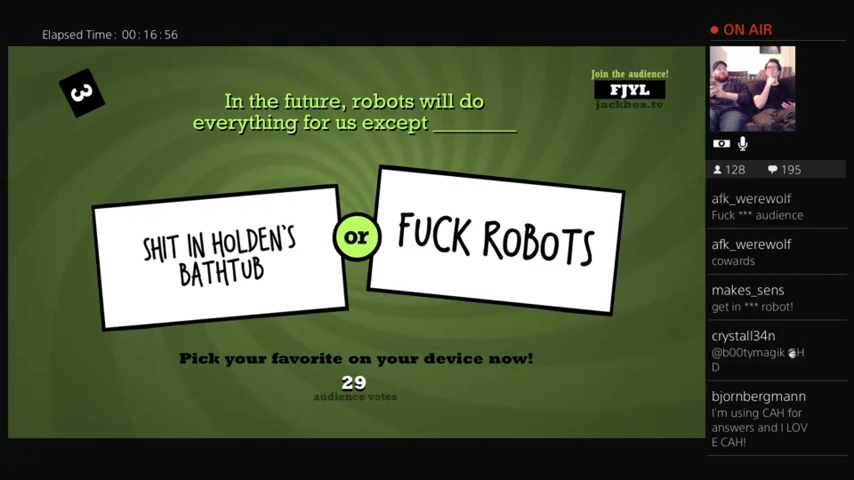 Elapsed Time: 00:16:56
ON AIR
3
Join the audience!
FJYL
jackbox.tv
In the future, robots will do
everything for us except ________
SHIT IN HOLDEN'S
BATHTUB
or
FUCK ROBOTS
Pick your favorite on your device now!
29
audience votes
128
195
afk_werewolf
Fuck *** audience
afk_werewolf
cowards
makes_sens
get in *** robot!
crystall34n
@b00tymagik H
D
bjornbergmann
I'm using CAH for
answers and I LOV
E CAH!